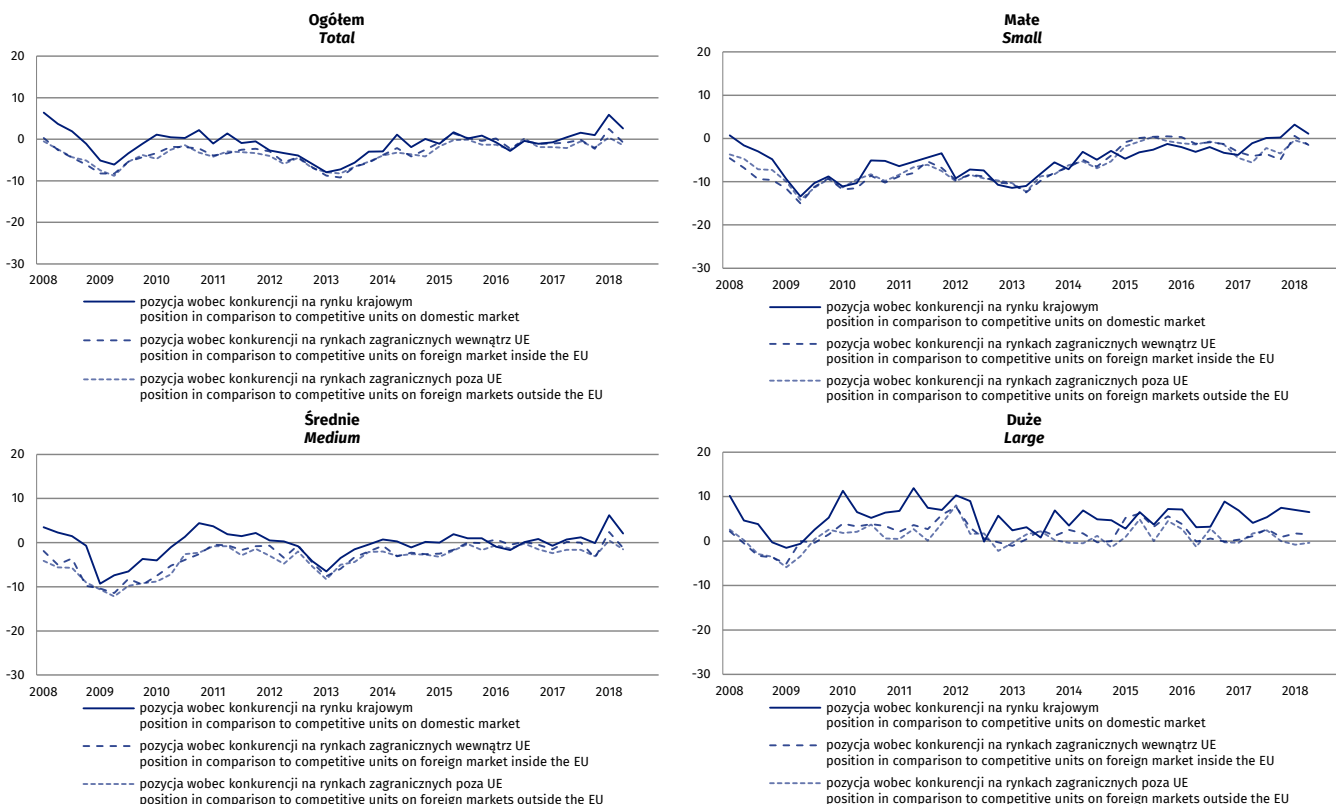 Ogółem
Total
20
10
0
-10
-20
-30
2008 2009 2010 2011 2012 2013 2014 2015 2016 2017 2018
pozycja wobec konkurencji na rynku krajowym
position in comparison to competitive units on domestic market
pozycja wobec konkurencji na rynkach zagranicznych wewnątrz UE
position in comparison to competitive units on foreign market inside the EU
pozycja wobec konkurencji na rynkach zagranicznych poza UE
position in comparison to competitive units on foreign markets outside the EU
Małe
Small
20
10
0
-10
-20
-30
2008 2009 2010 2011 2012 2013 2014 2015 2016 2017 2018
pozycja wobec konkurencji na rynku krajowym
position in comparison to competitive units on domestic market
pozycja wobec konkurencji na rynkach zagranicznych wewnątrz UE
position in comparison to competitive units on foreign market inside the EU
pozycja wobec konkurencji na rynkach zagranicznych poza UE
position in comparison to competitive units on foreign markets outside the EU
Średnie
Medium
20
10
0
-10
-20
-30
2008 2009 2010 2011 2012 2013 2014 2015 2016 2017 2018
pozycja wobec konkurencji na rynku krajowym
position in comparison to competitive units on domestic market
pozycja wobec konkurencji na rynkach zagranicznych wewnątrz UE
position in comparison to competitive units on foreign market inside the EU
pozycja wobec konkurencji na rynkach zagranicznych poza UE
position in comparison to competitive units on foreign markets outside the EU
Duże
Large
20
10
0
-10
-20
-30
2008 2009 2010 2011 2012 2013 2014 2015 2016 2017 2018
pozycja wobec konkurencji na rynku krajowym
position in comparison to competitive units on domestic market
pozycja wobec konkurencji na rynkach zagranicznych wewnątrz UE
position in comparison to competitive units on foreign market inside the EU
pozycja wobec konkurencji na rynkach zagranicznych poza UE
position in comparison to competitive units on foreign markets outside the EU